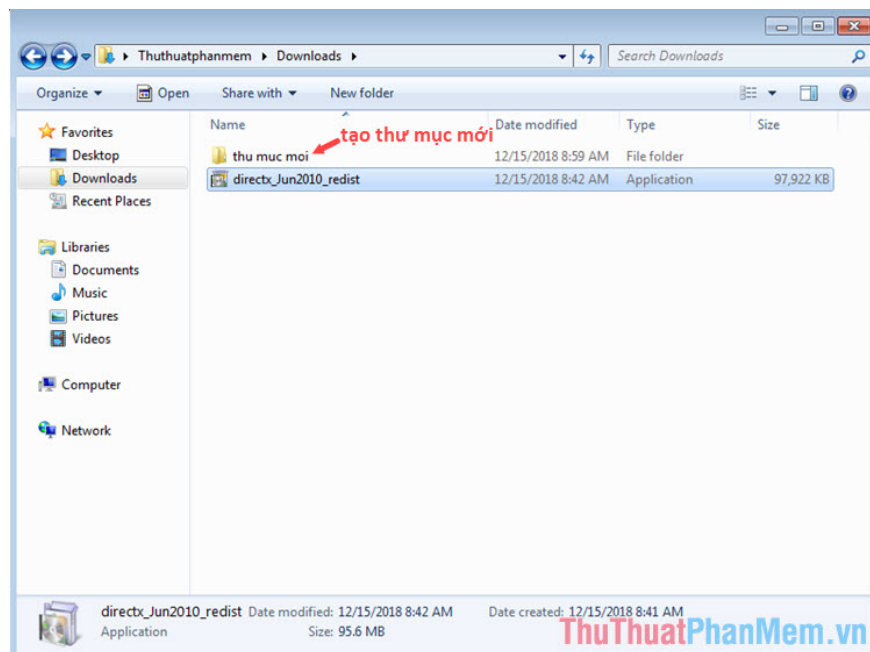 Thuthuatphanmem Downloads
Search Downloads
Organize Open Share with New folder
Name Date modified Type Size
tạo thư mục mới
Favorites
Desktop
Downloads
Recent Places
Libraries
Documents
Music
Pictures
Videos
Computer
Network
thu muc moi 12/15/2018 8:59 AM File folder
directx_Jun2010_redist 12/15/2018 8:42 AM Application 97,922 KB
directx_Jun2010_redist Date modified: 12/15/2018 8:42 AM Date created: 12/15/2018 8:41 AM
Application Size: 95.6 MB
ThuThuatPhanMem.vn